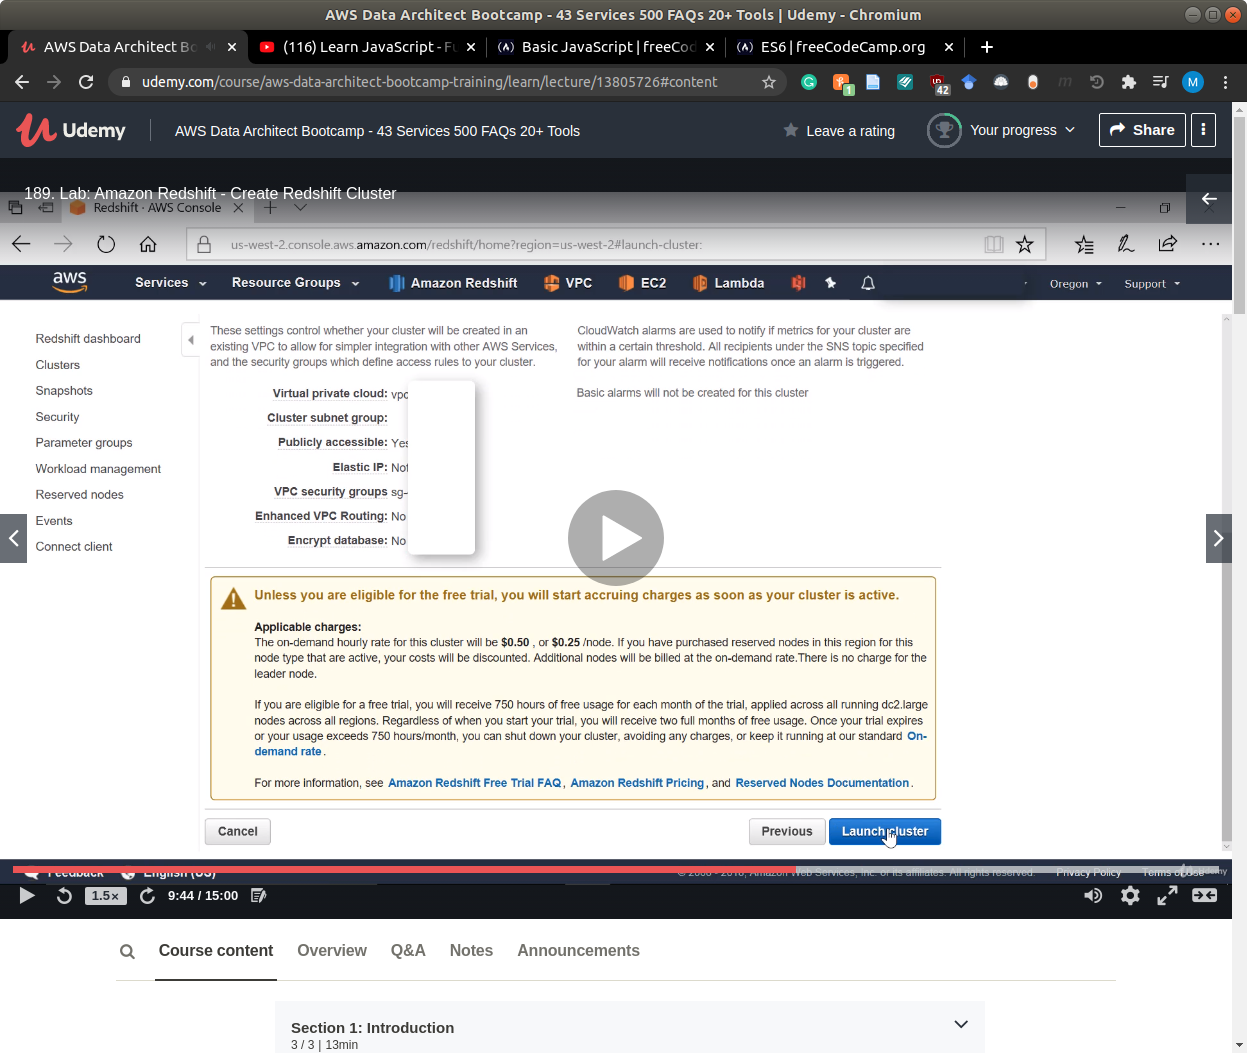 AWS Data Architect Bootcamp - 43 Services 500 FAQs 20+ Tools | Udemy - Chromium
AWS Data Architect Bo
(116) Learn JavaScript - Fu
Basic JavaScript | freeCod
ES6 | freeCodeCamp.org
udemy.com/course/aws-data-architect-bootcamp-training/learn/lecture/13805726#content
1
42
M
Udemy
AWS Data Architect Bootcamp - 43 Services 500 FAQs 20+ Tools
Leave a rating
Your progress
Share
189. Lab: Amazon Redshift - Create Redshift Cluster
Redshift · AWS Console
us-west-2.console.aws.amazon.com/redshift/home?region=us-west-2#launch-cluster:
aws
Services
Resource Groups
Amazon Redshift
VPC
EC2
Lambda
Oregon
Support
Redshift dashboard
Clusters
Snapshots
Security
Parameter groups
Workload management
Reserved nodes
Events
Connect client
These settings control whether your cluster will be created in an
existing VPC to allow for simpler integration with other AWS Services,
and the security groups which define access rules to your cluster.
Virtual private cloud: vpc
Cluster subnet group:
Publicly accessible: Yes
Elastic IP: Not
VPC security groups sg-
Enhanced VPC Routing: No
Encrypt database: No
CloudWatch alarms are used to notify if metrics for your cluster are
within a certain threshold. All recipients under the SNS topic specified
for your alarm will receive notifications once an alarm is triggered.
Basic alarms will not be created for this cluster
Unless you are eligible for the free trial, you will start accruing charges as soon as your cluster is active.
Applicable charges:
The on-demand hourly rate for this cluster will be $0.50 , or $0.25 /node. If you have purchased reserved nodes in this region for this
node type that are active, your costs will be discounted. Additional nodes will be billed at the on-demand rate.There is no charge for the
leader node.
If you are eligible for a free trial, you will receive 750 hours of free usage for each month of the trial, applied across all running dc2.large
nodes across all regions. Regardless of when you start your trial, you will receive two full months of free usage. Once your trial expires
or your usage exceeds 750 hours/month, you can shut down your cluster, avoiding any charges, or keep it running at our standard On-
demand rate .
For more information, see Amazon Redshift Free Trial FAQ , Amazon Redshift Pricing , and Reserved Nodes Documentation .
Cancel
Previous
Launch cluster
Feedback
English (US)
Privacy Policy
Terms of Use
1.5×
9:44 / 15:00
Course content
Overview
Q&A
Notes
Announcements
Section 1: Introduction
3 / 3 | 13min